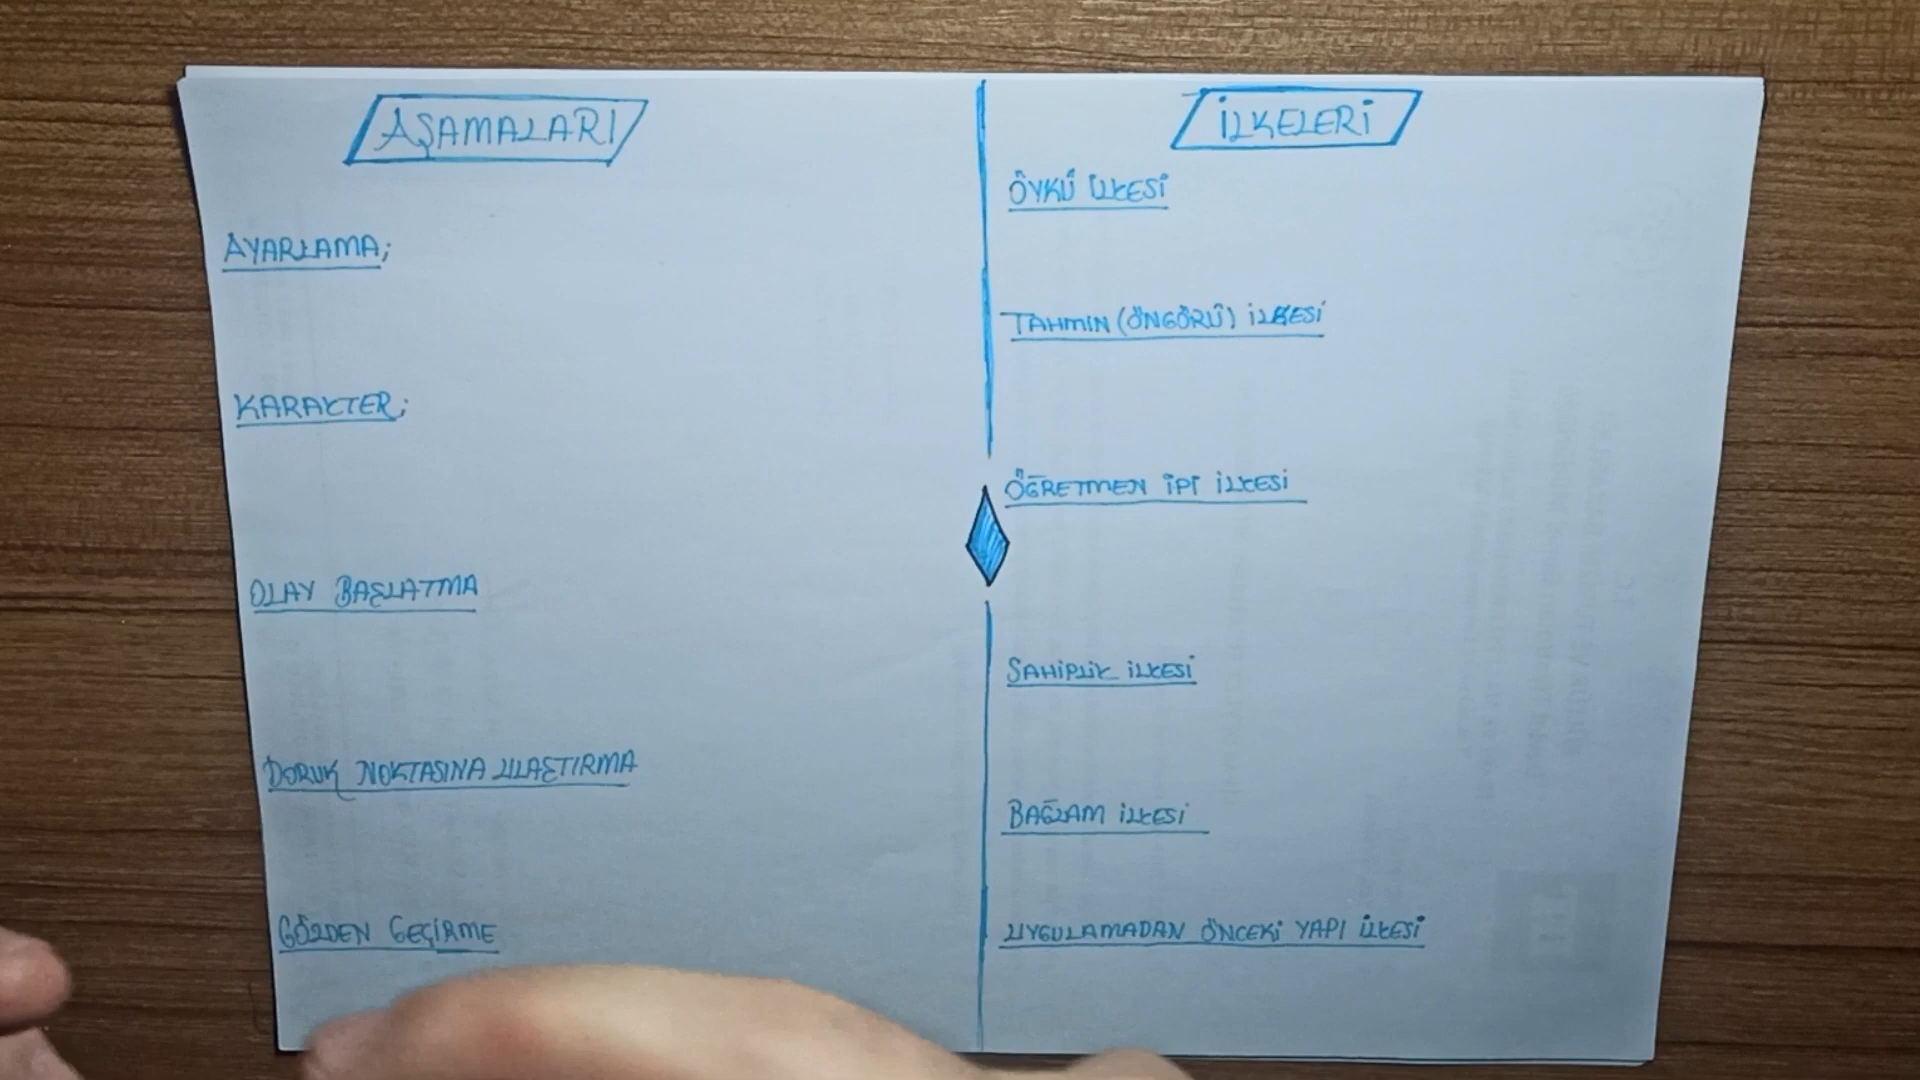 AŞAMALARI
AYARLAMA;
KARAKTER;
OLAY BAŞLATMA
DORUK NOKTASINA ULAŞTIRMA
GÖZDEN GEÇİRME
İLKELERİ
ÖYKÜ İLKESİ
TAHMIN (ÖNGÖRÜ) İLKESİ
ÖĞRETMEN İPİ İLKESİ
SAHİPLİK İLKESİ
BAĞLAM İLKESİ
UYGULAMADAN ÖNCEKİ YAPI İLKESİ